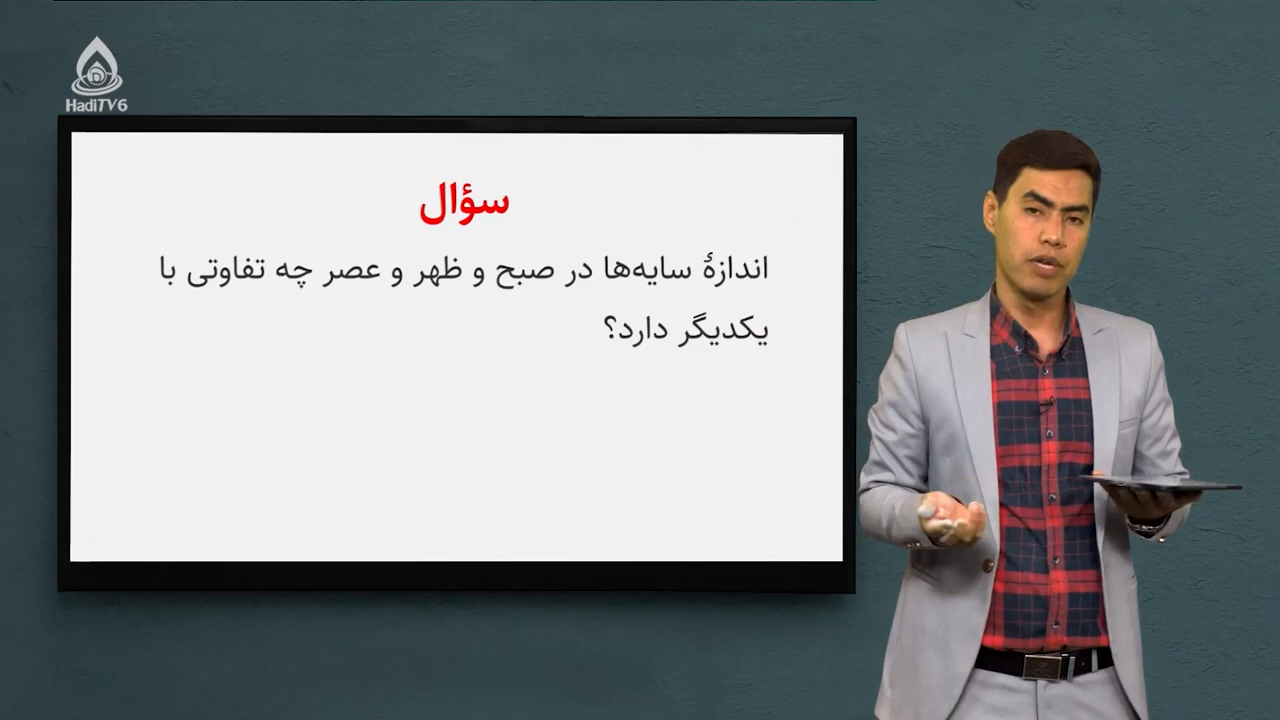 HadiTV6
سؤال
اندازهٔ سایه‌ها در صبح و ظهر و عصر چه تفاوتی با
یکدیگر دارد؟